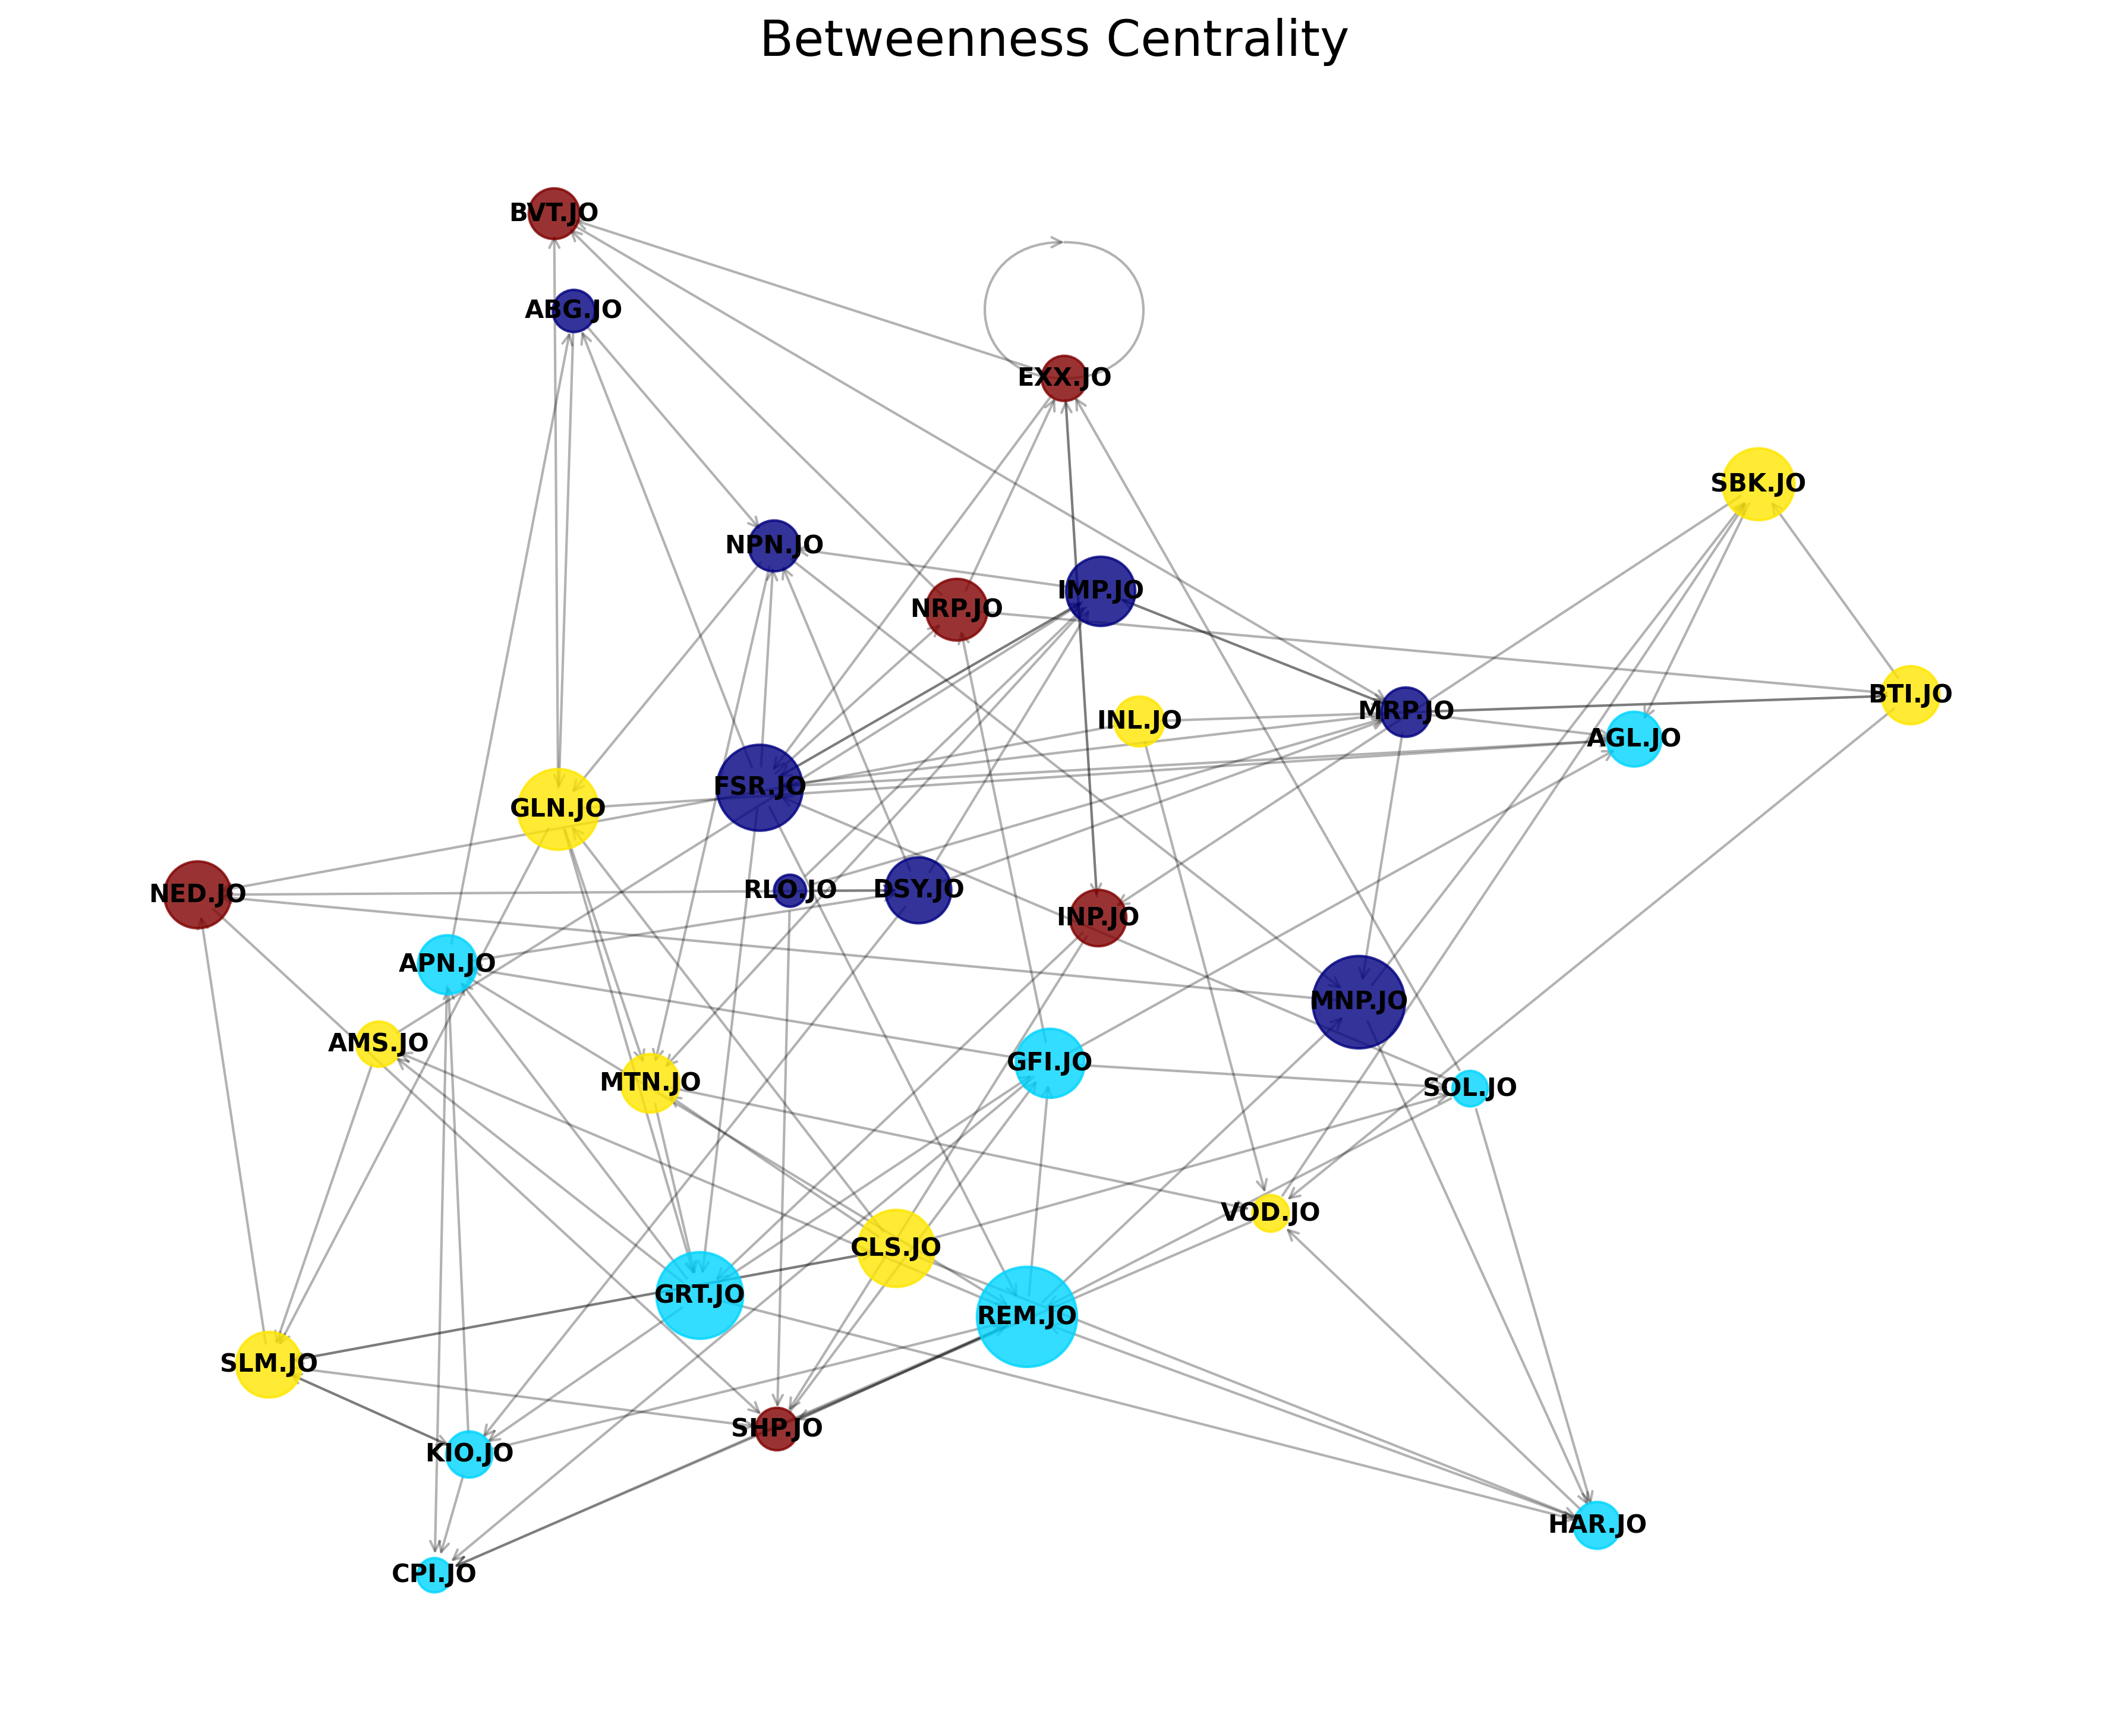 Betweenness Centrality
BVT.JO
ABG.JO
EXX.JO
SBK.JO
NPN.JO
IMP.JO
NRP.JO
BTI.JO
MRP.JO
INL.JO
AGL.JO
FSR.JO
GLN.JO
NED.JO
RLO.JO
DSY.JO
INP.JO
APN.JO
MNP.JO
AMS.JO
GFI.JO
MTN.JO
SOL.JO
VOD.JO
CLS.JO
GRT.JO
REM.JO
SLM.JO
SHP.JO
KIO.JO
HAR.JO
CPI.JO